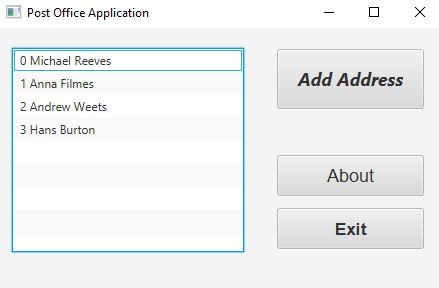 Post Office Application
0 Michael Reeves
1 Anna Filmes
2 Andrew Weets
3 Hans Burton
Add Address
About
Exit